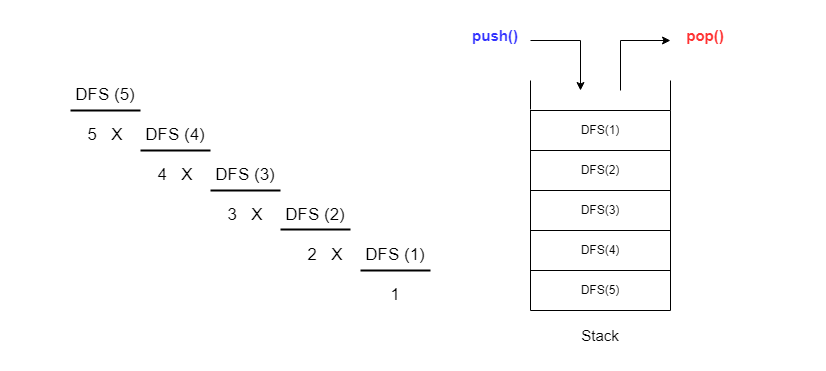 push()
pop()
DFS (5)
5 X DFS (4)
4 X DFS (3)
3 X DFS (2)
2 X DFS (1)
1
DFS(1)
DFS(2)
DFS(3)
DFS(4)
DFS(5)
Stack